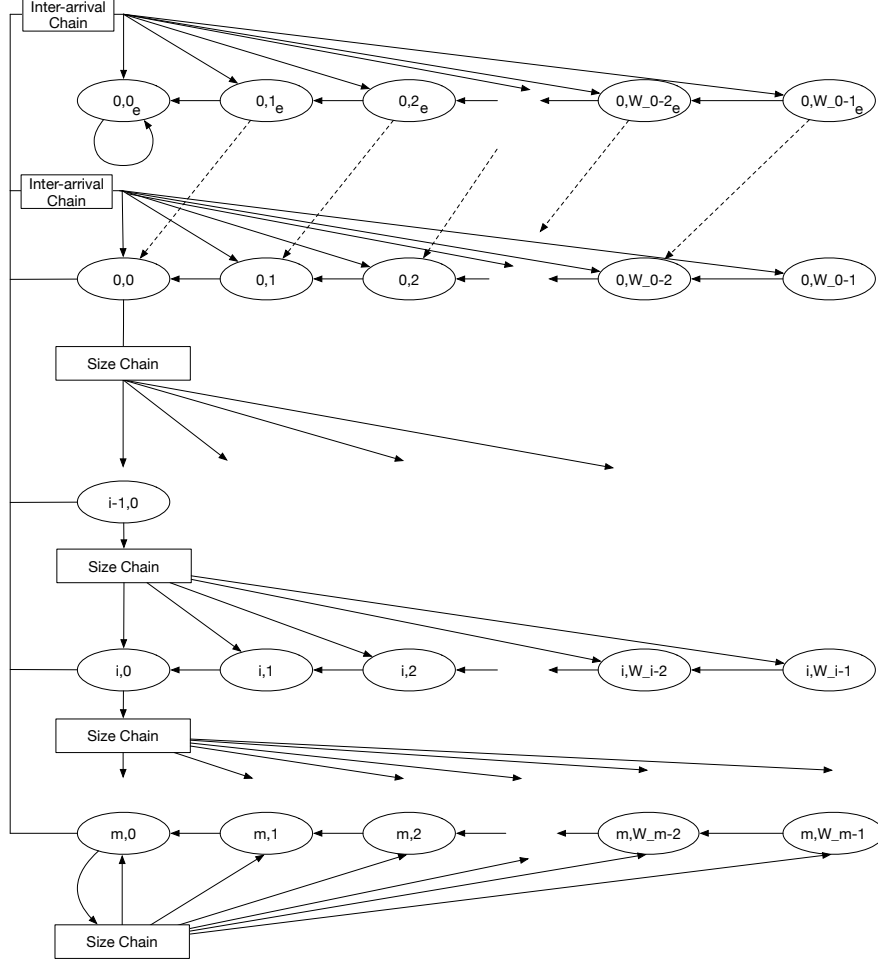 Inter-arrival
Chain
0,0e 0,1e 0,2e 0,W_0-2e 0,W_0-1e
Inter-arrival
Chain
0,0 0,1 0,2 0,W_0-2 0,W_0-1
Size Chain
i-1,0
Size Chain
i,0 i,1 i,2 i,W_i-2 i,W_i-1
Size Chain
m,0 m,1 m,2 m,W_m-2 m,W_m-1
Size Chain